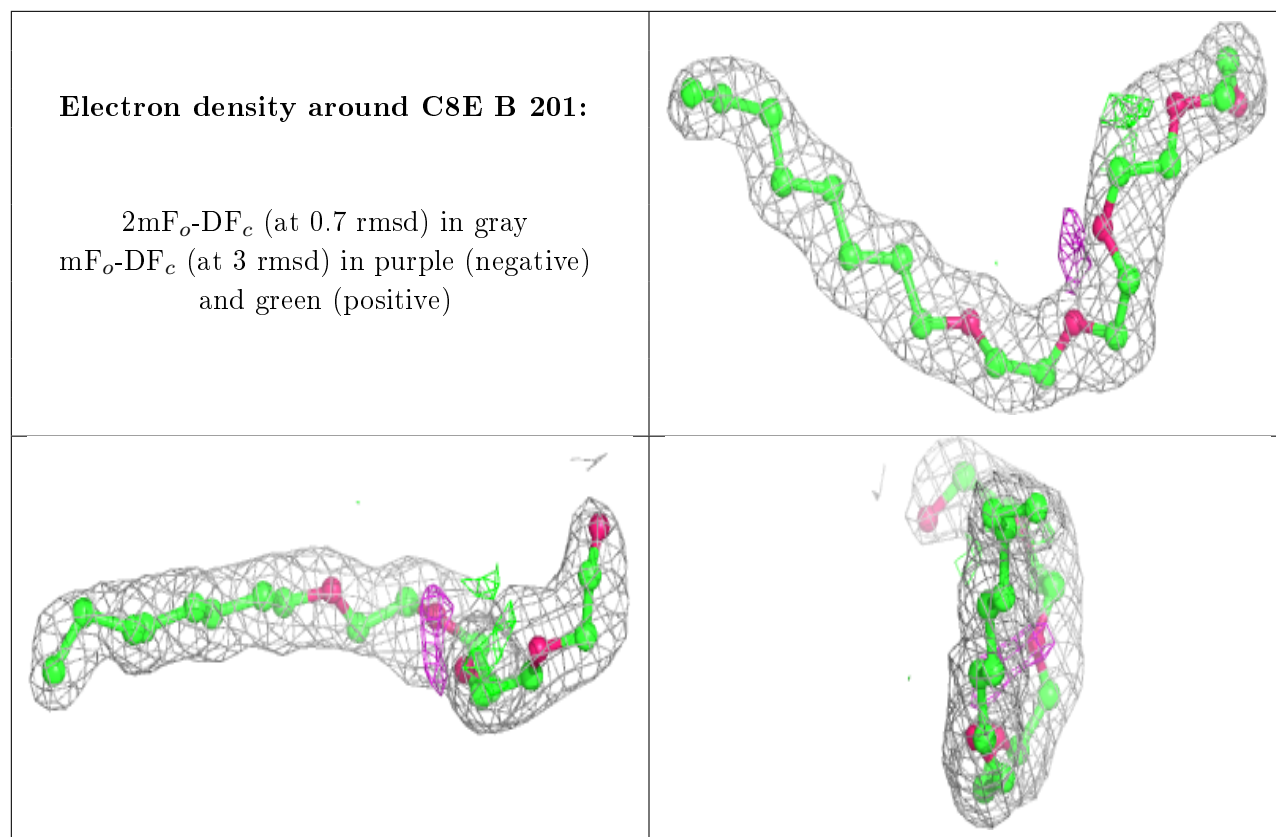 Electron density around C8E B 201:
2mFo-DFc (at 0.7 rmsd) in gray
mFo-DFc (at 3 rmsd) in purple (negative)
and green (positive)